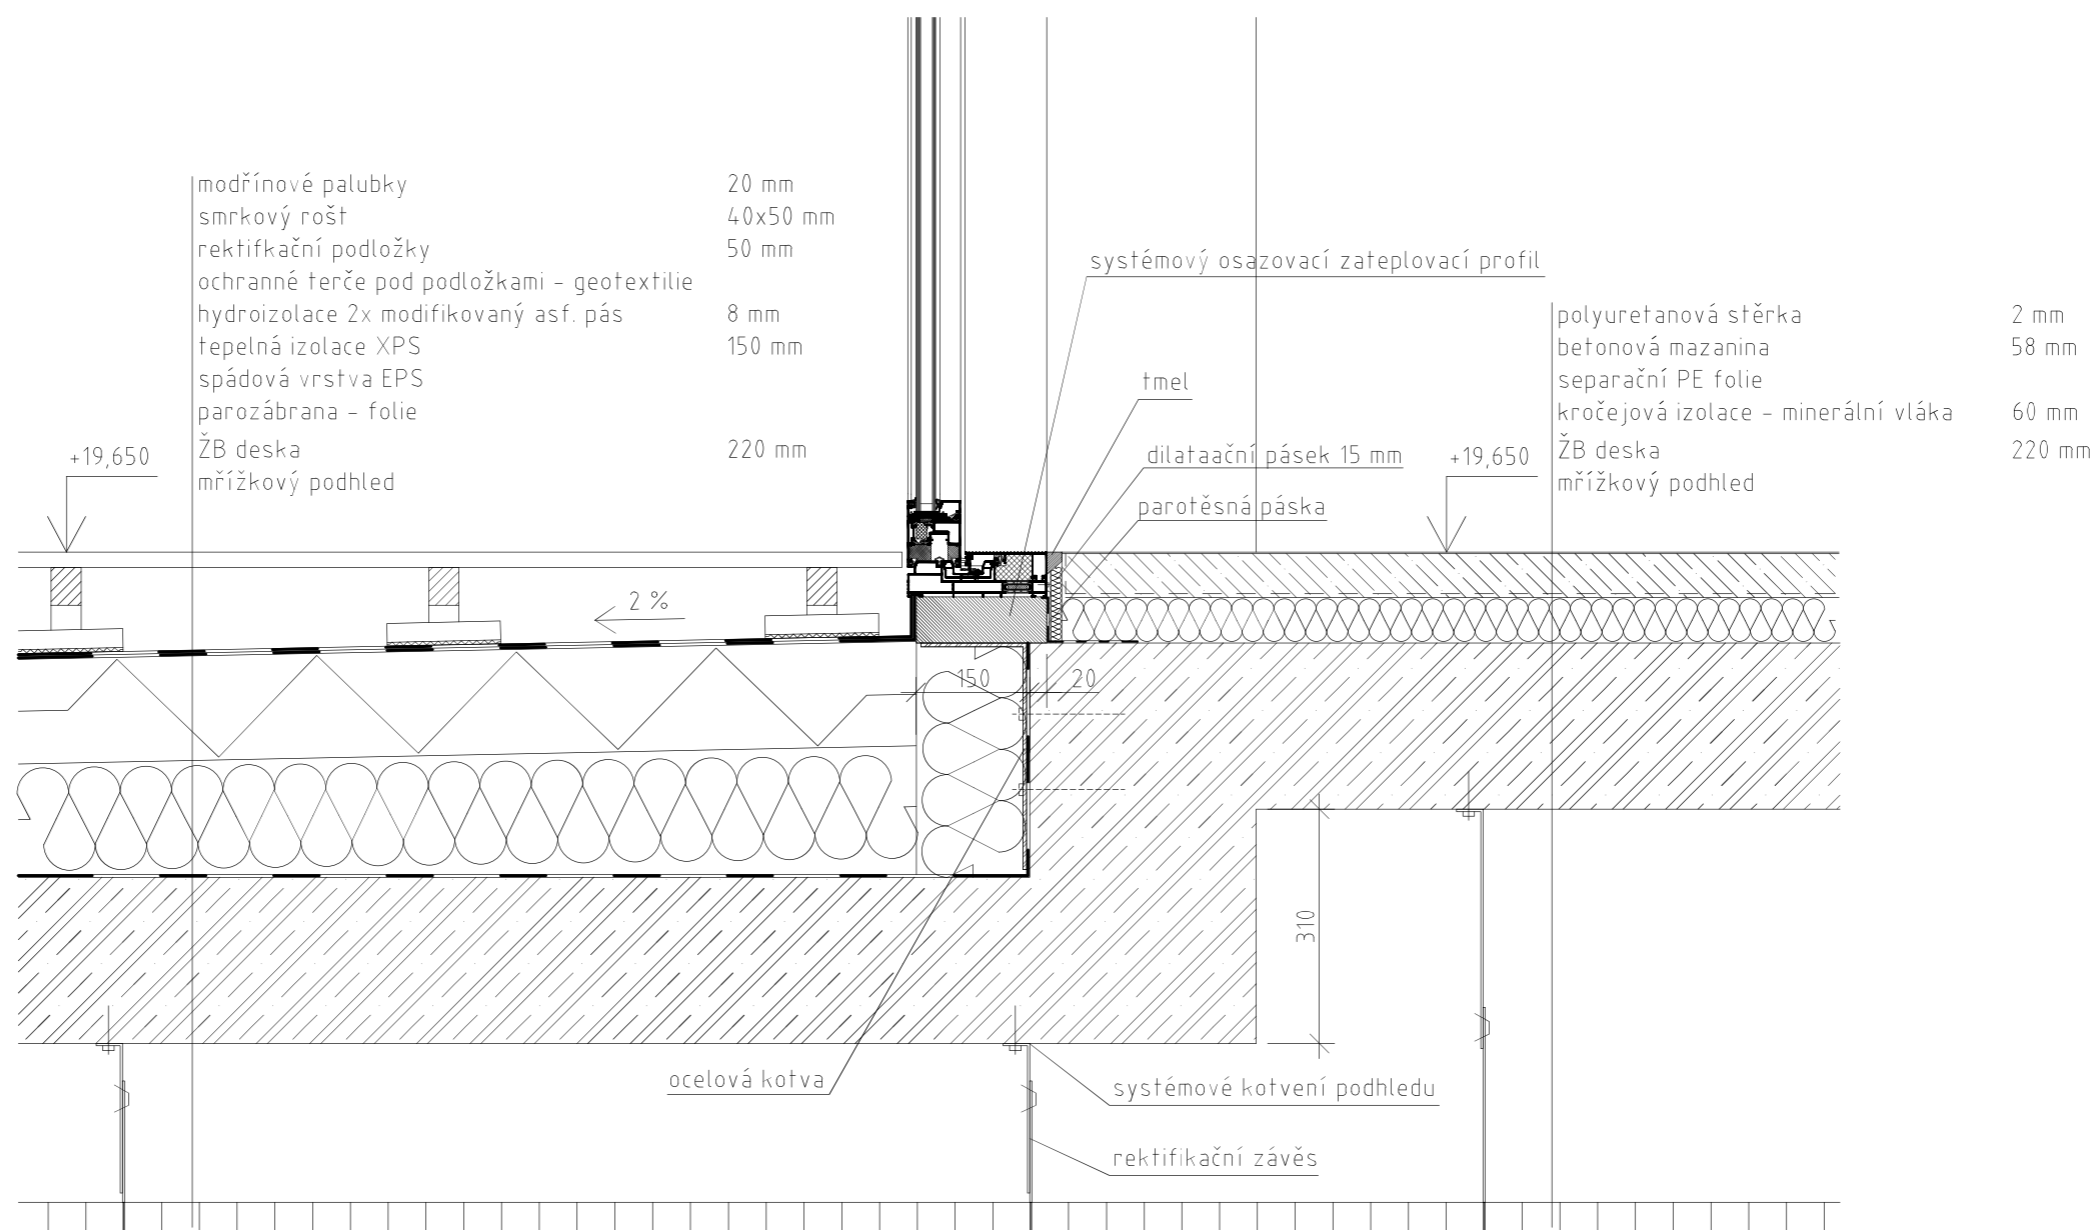 modřínové palubky 20 mm
smrkový rošt 40x50 mm
rektifkační podložky 50 mm
ochranné terče pod podložkami - geotextilie
hydroizolace 2x modifikovaný asf. pás 8 mm
tepelná izolace XPS 150 mm
spádová vrstva EPS
parozábrana - folie
ŽB deska 220 mm
mřížkový podhled
+19,650
2 %
systémový osazovací zateplovací profil
tmel
dilataační pásek 15 mm
parotěsná páska
polyuretanová stěrka 2 mm
betonová mazanina 58 mm
separační PE folie
kročejová izolace - minerální vláka 60 mm
ŽB deska 220 mm
mřížkový podhled
+19,650
150
20
310
ocelová kotva
systémové kotvení podhledu
rektifikační závěs